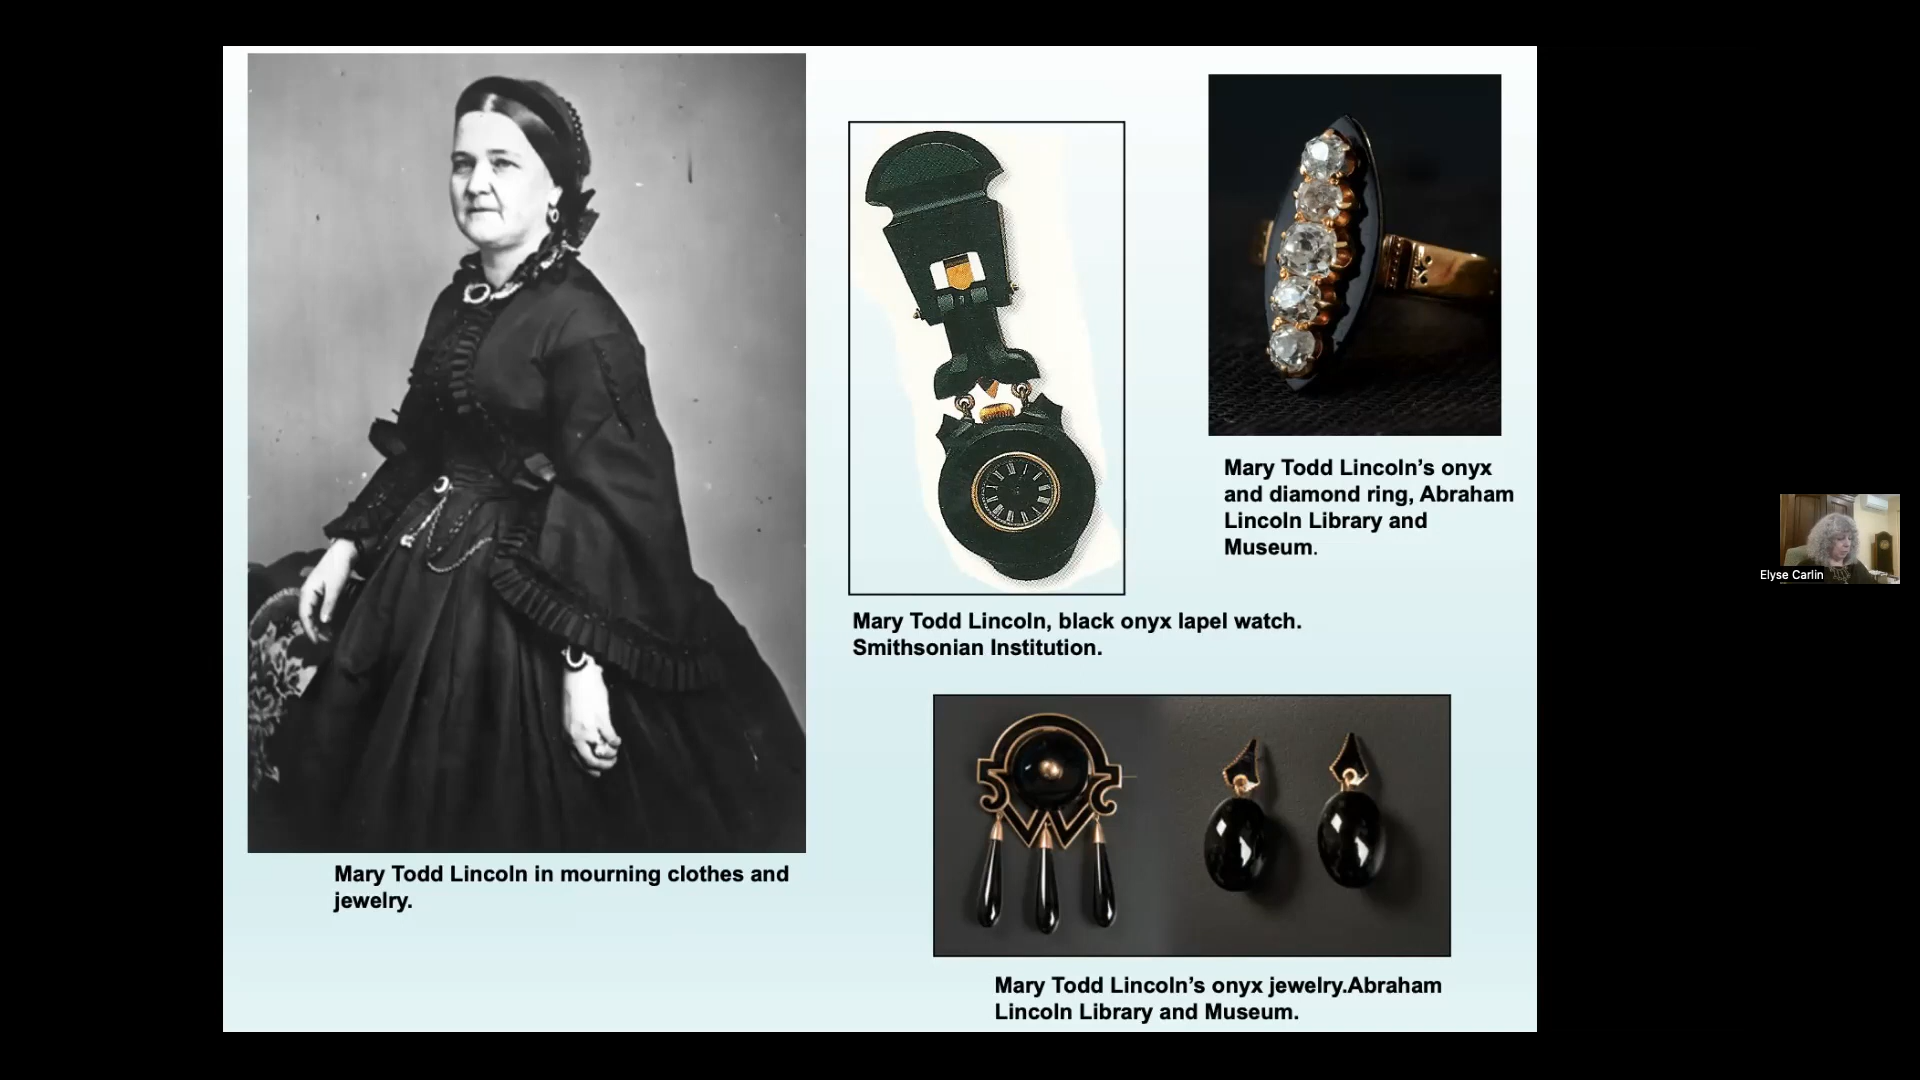 Mary Todd Lincoln’s onyx
and diamond ring, Abraham
Lincoln Library and
Museum.
Mary Todd Lincoln, black onyx lapel watch.
Smithsonian Institution.
Mary Todd Lincoln in mourning clothes and
jewelry.
Mary Todd Lincoln’s onyx jewelry.Abraham
Lincoln Library and Museum.
Elyse Carlin